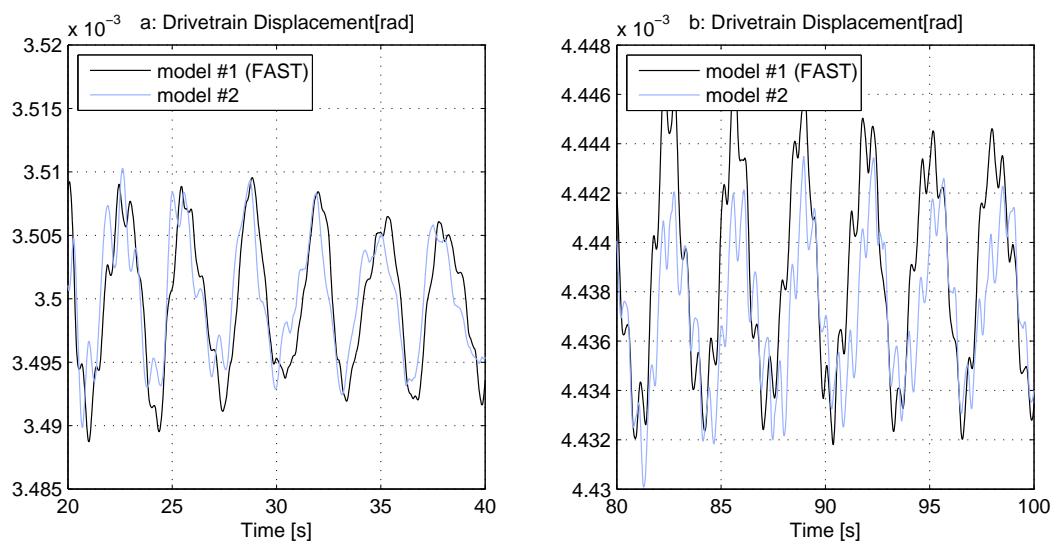 x 10⁻³ a: Drivetrain Displacement[rad]
3.52
3.515
3.51
3.505
3.5
3.495
3.49
3.485
model #1 (FAST)
model #2
20 25 30 35 40
Time [s]
x 10⁻³ b: Drivetrain Displacement[rad]
4.448
4.446
4.444
4.442
4.44
4.438
4.436
4.434
4.432
4.43
model #1 (FAST)
model #2
80 85 90 95 100
Time [s]